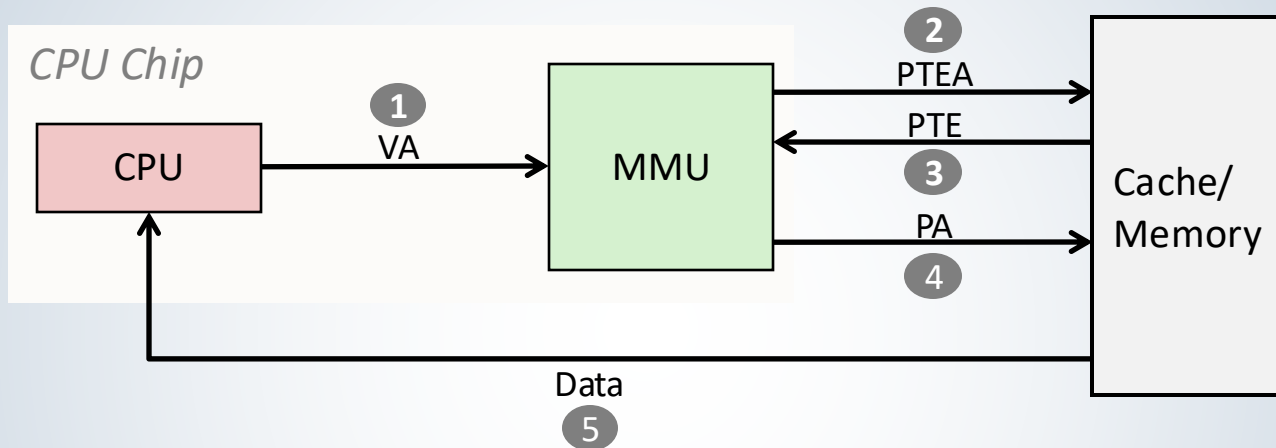 CPU Chip
CPU
1
VA
MMU
2
PTEA
PTE
3
PA
4
Cache/
Memory
Data
5